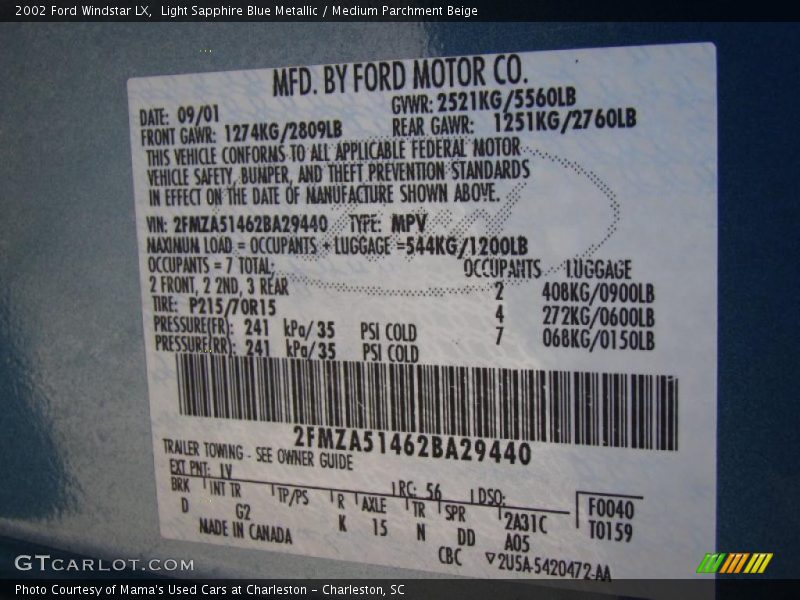 2002 Ford Windstar LX,  Light Sapphire Blue Metallic / Medium Parchment Beige
MFD. BY FORD MOTOR CO.
DATE: 09/01 GVWR: 2521KG/5560LB
FRONT GAWR: 1274KG/2809LB REAR GAWR: 1251KG/2760LB
THIS VEHICLE CONFORMS TO ALL APPLICABLE FEDERAL MOTOR
VEHICLE SAFETY, BUMPER, AND THEFT PREVENTION STANDARDS
IN EFFECT ON THE DATE OF MANUFACTURE SHOWN ABOVE.
VIN: 2FMZA51462BA29440 TYPE: MPV
MAXIMUM LOAD = OCCUPANTS + LUGGAGE =544KG/1200LB
OCCUPANTS = 7 TOTAL; OCCUPANTS LUGGAGE
2 FRONT, 2 2ND, 3 REAR 2 408KG/0900LB
TIRE: P215/70R15 4 272KG/0600LB
PRESSURE(FR): 241 kPa/35 PSI COLD 7 068KG/0150LB
PRESSURE(RR): 241 kPa/35 PSI COLD
2FMZA51462BA29440
TRAILER TOWING - SEE OWNER GUIDE
EXT PNT: IV RC: 56 DSO:
BRK INT TR TP/PS R AXLE TR SPR 2A31C F0040
D G2 K 15 N DD A05 T0159
MADE IN CANADA CBC ▽2U5A-5420472-AA
GTCARLOT.COM
Photo Courtesy of Mama's Used Cars at Charleston - Charleston, SC